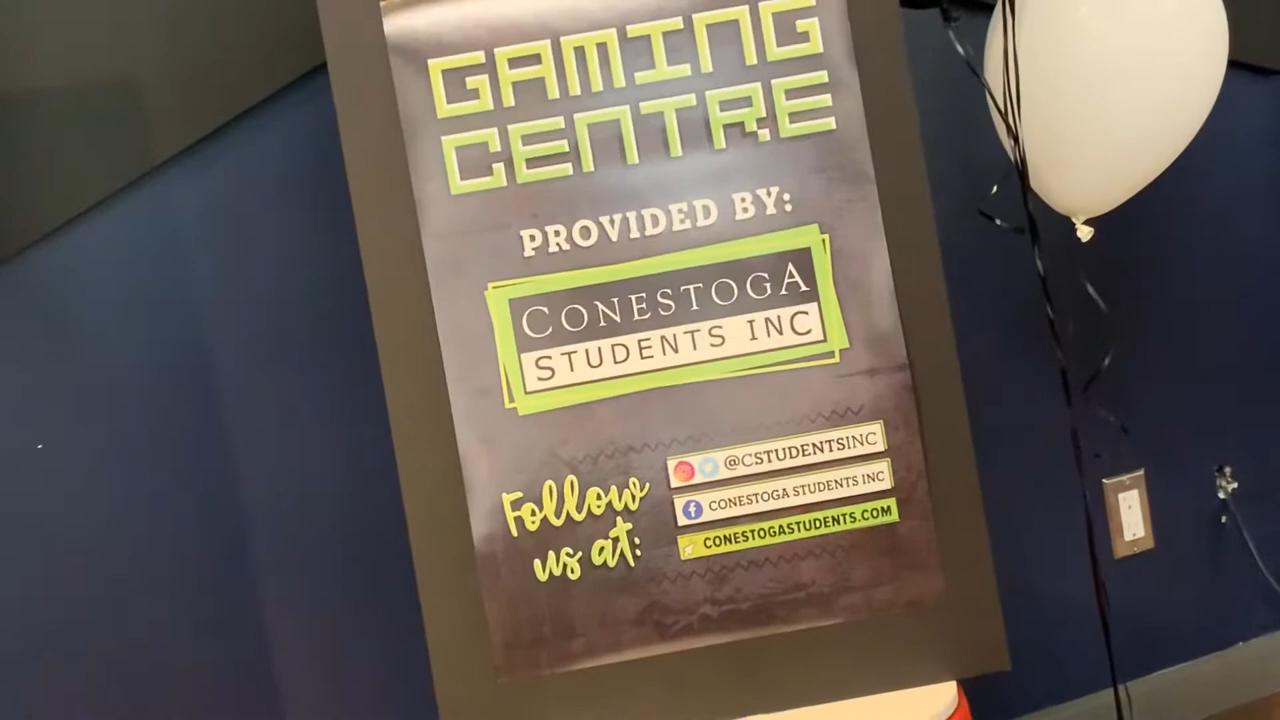 GAMING
CENTRE
PROVIDED BY:
CONESTOGA
STUDENTS INC
Follow
us at:
@CSTUDENTSINC
CONESTOGA STUDENTS INC
CONESTOGASTUDENTS.COM